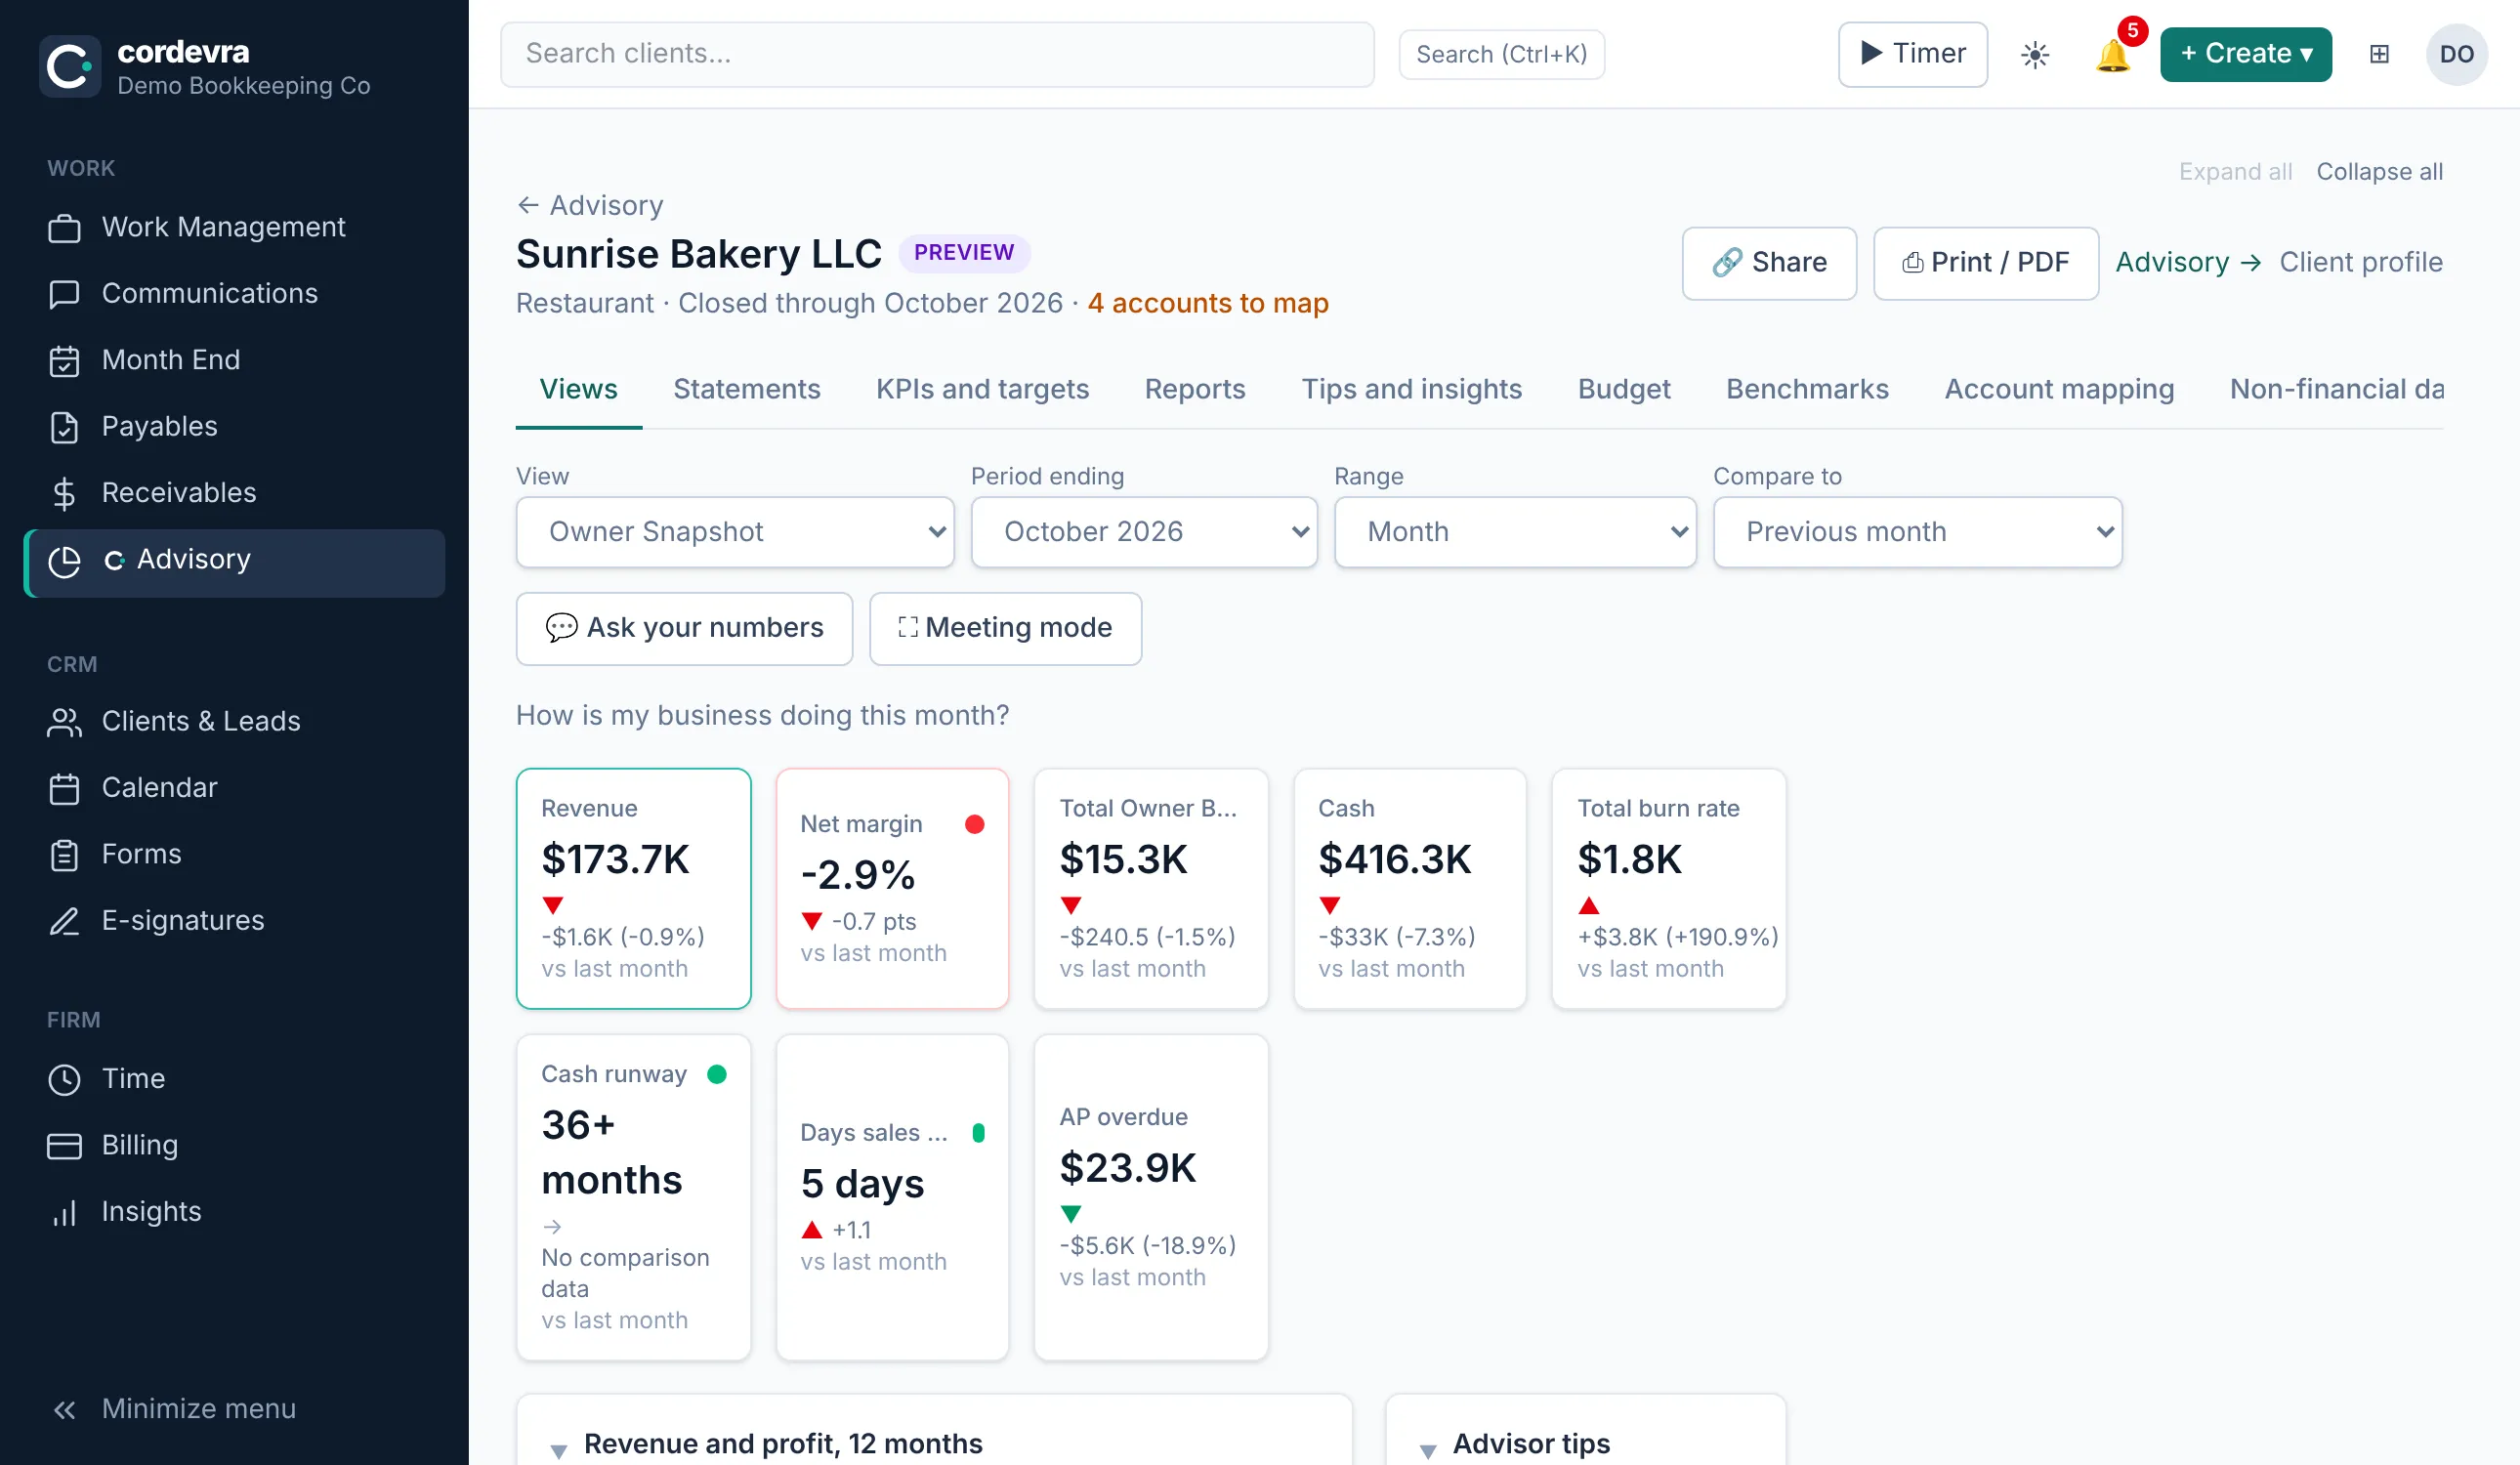 cordevra
Demo Bookkeeping Co
WORK
Work Management
Communications
Month End
Payables
Receivables
Advisory
CRM
Clients & Leads
Calendar
Forms
E-signatures
FIRM
Time
Billing
Insights
Minimize menu
Search clients...
Search (Ctrl+K)
Timer
5
+ Create ▾
DO
Expand all
Collapse all
← Advisory
Sunrise Bakery LLC PREVIEW
Restaurant · Closed through October 2026 · 4 accounts to map
Share
Print / PDF
Advisory →
Client profile
Views
Statements
KPIs and targets
Reports
Tips and insights
Budget
Benchmarks
Account mapping
Non-financial da
View
Owner Snapshot
Period ending
October 2026
Range
Month
Compare to
Previous month
Ask your numbers
Meeting mode
How is my business doing this month?
Revenue
$173.7K
▼
-$1.6K (-0.9%)
vs last month
Net margin
-2.9%
▼ -0.7 pts
vs last month
Total Owner B...
$15.3K
▼
-$240.5 (-1.5%)
vs last month
Cash
$416.3K
▼
-$33K (-7.3%)
vs last month
Total burn rate
$1.8K
▲
+$3.8K (+190.9%)
vs last month
Cash runway
36+
months
→
No comparison
data
vs last month
Days sales ...
5 days
▲ +1.1
vs last month
AP overdue
$23.9K
▼
-$5.6K (-18.9%)
vs last month
▼ Revenue and profit, 12 months
▼ Advisor tips